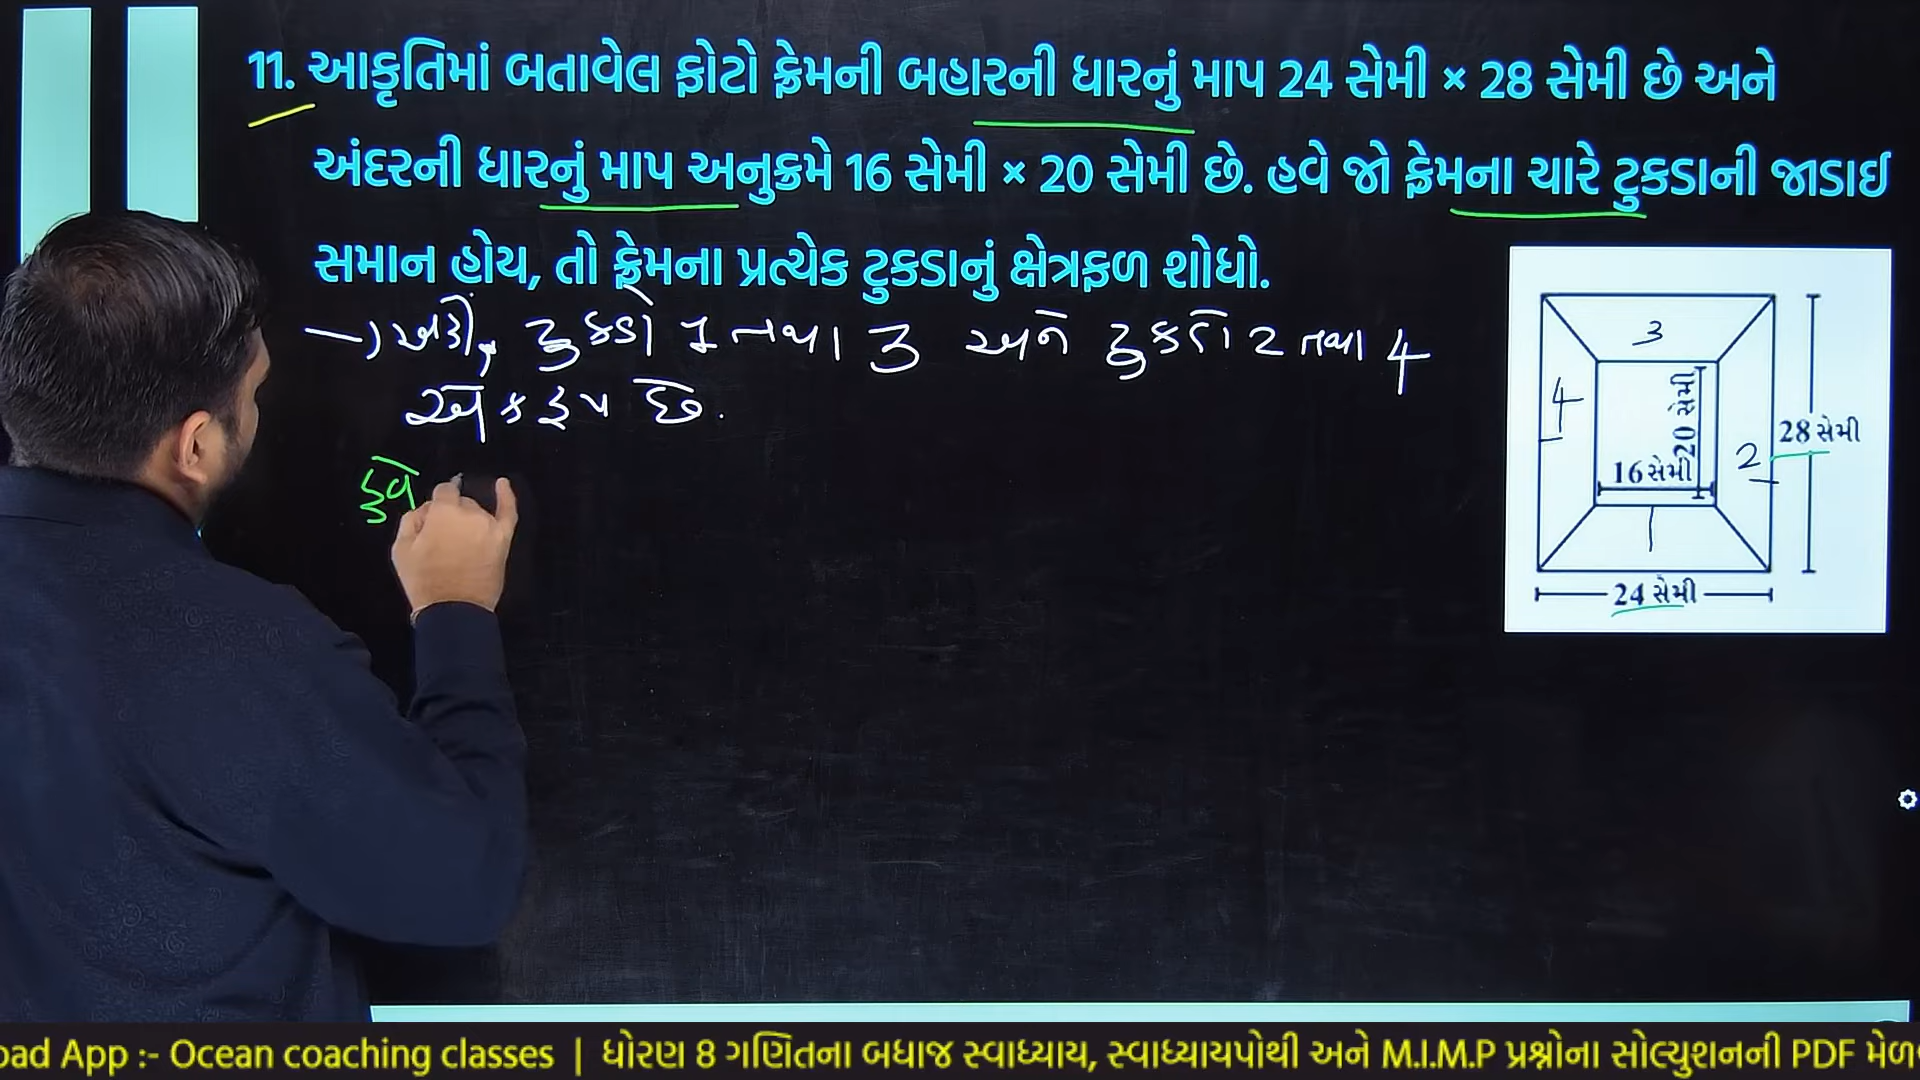 11. આકૃતિમાં બતાવેલ ફોટો ફ્રેમની બહારની ધારનું માપ 24 સેમી × 28 સેમી છે અને
અંદરની ધારનું માપ અનુક્રમે 16 સેમી × 20 સેમી છે. હવે જો ફ્રેમના ચારે ટુકડાની જાડાઈ
સમાન હોય, તો ફ્રેમના પ્રત્યેક ટુકડાનું ક્ષેત્રફળ શોધો.
→ અહીં, ટુકડો 1 તથા 3 અને ટુકડો 2 તથા 4
એકરૂપ છે.
હવે
3
4
20 સેમી
28 સેમી
2
16 સેમી
1
24 સેમી
oad App :- Ocean coaching classes | ધોરણ 8 ગણિતના બધાજ સ્વાધ્યાય, સ્વાધ્યાયપોથી અને M.I.M.P પ્રશ્નોના સોલ્યુશનની PDF મેળ